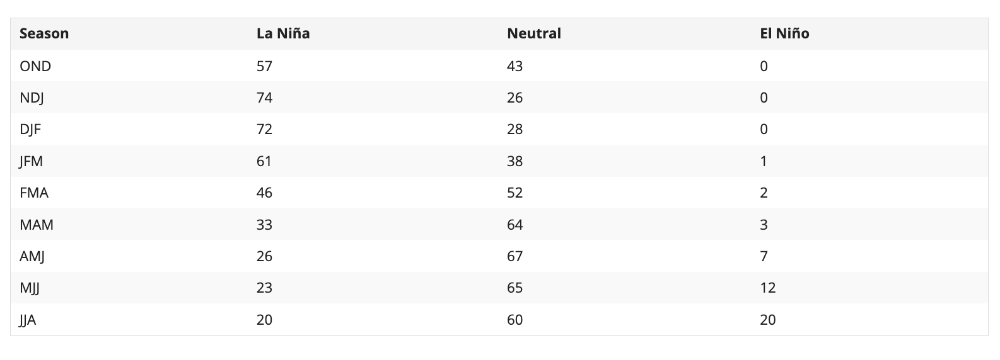 Season La Niña Neutral El Niño
OND 57 43 0
NDJ 74 26 0
DJF 72 28 0
JFM 61 38 1
FMA 46 52 2
MAM 33 64 3
AMJ 26 67 7
MJJ 23 65 12
JJA 20 60 20